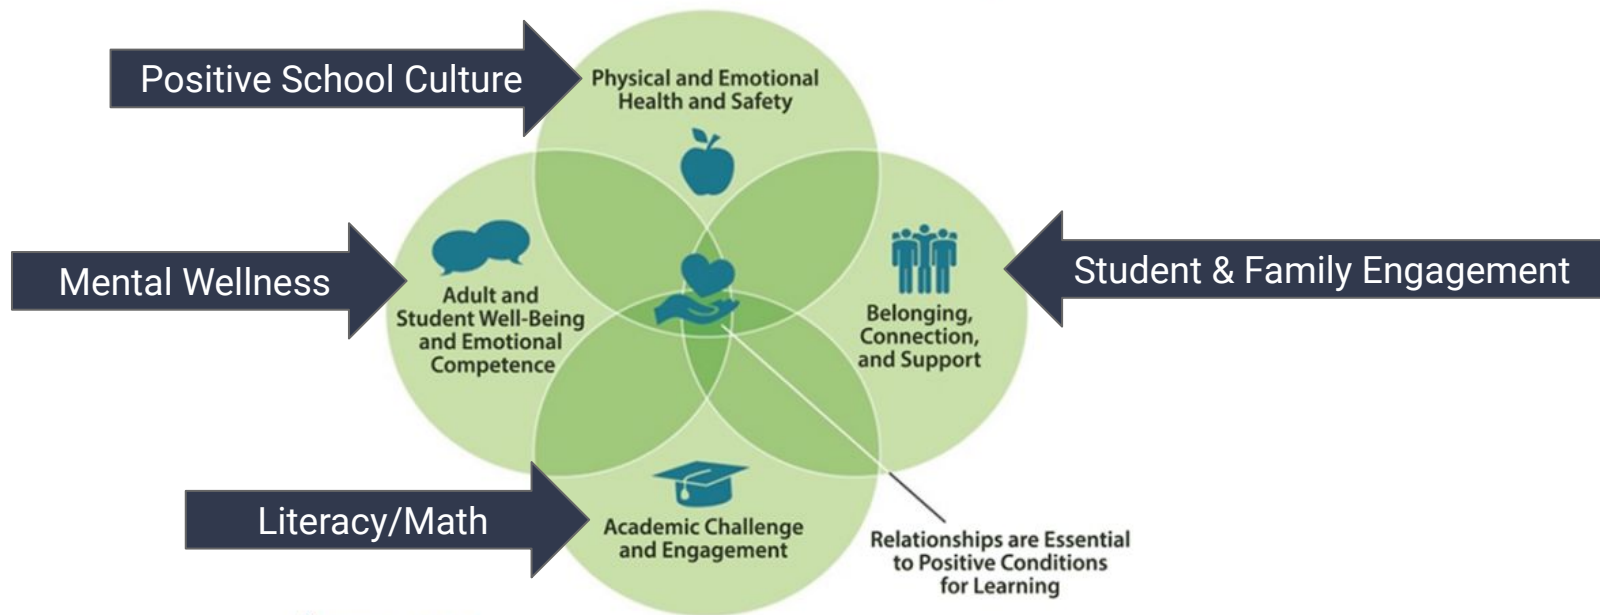 Positive School Culture
Physical and Emotional
Health and Safety
Mental Wellness
Adult and
Student Well-Being
and Emotional
Competence
Student & Family Engagement
Belonging,
Connection,
and Support
Literacy/Math
Academic Challenge
and Engagement
Relationships are Essential
to Positive Conditions
for Learning